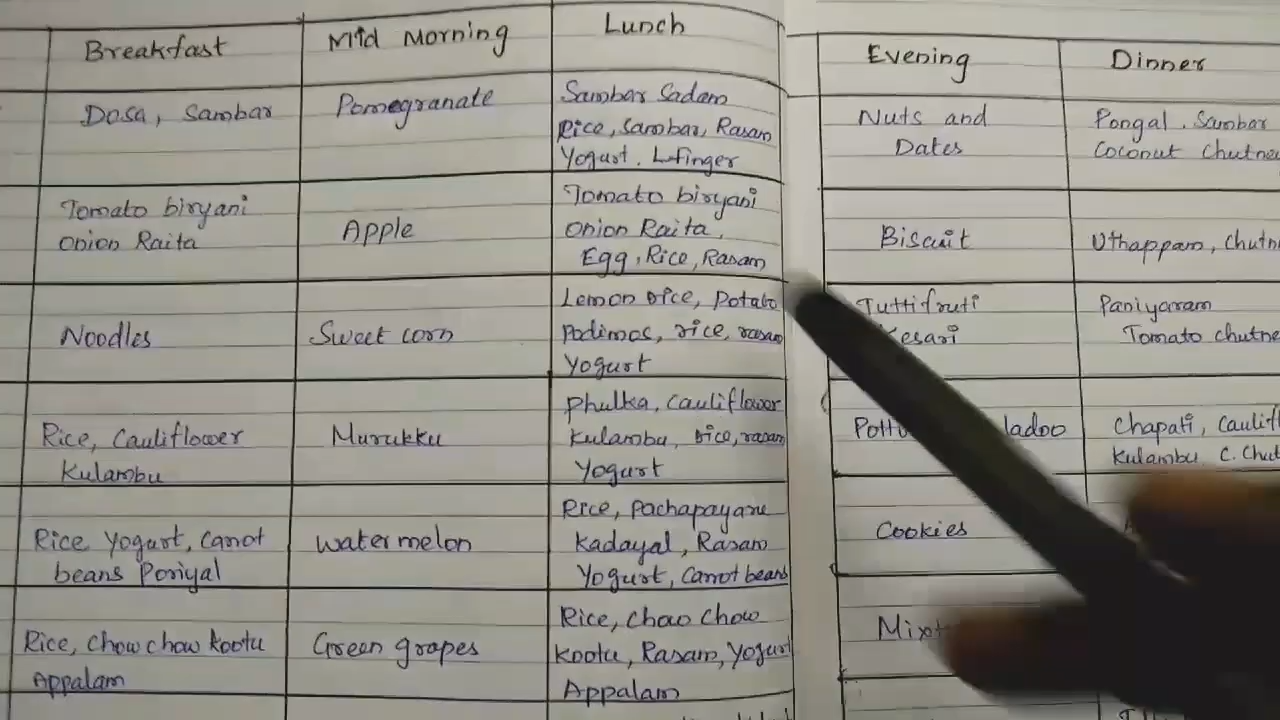 Breakfast
Mid Morning
Lunch
Evening
Dinner
Dosa, Sambar
Pomegranate
Sambar Sadam
Rice, Sambar, Rasam
Yogurt. L.finger
Nuts and
Dates
Pongal. Sambar
Coconut Chutne
Tomato biryani
Onion Raita
Apple
Tomato biryani
Onion Raita,
Egg, Rice, Rasam
Biscuit
Uthappam, Chutn
Noodles
Sweet corn
Lemon rice, Potato
Podimas, rice, rasam
Yogurt
Tuttifruti
Kesari
Paniyaram
Tomato chutne
Rice, Cauliflower
Kulambu
Murukku
Phulka, Cauliflower
Kulambu, rice, rasam
Yogurt
ladoo
Chapati, Caulifl
Kulambu C. Chut
Rice Yogurt, Carrot
beans Poriyal
Watermelon
Rice, Pachapayaru
Kadayal, Rasam
Yogurt, Carrot beans
Cookies
Rice, Chow chow Kootu
Appalam
Green grapes
Rice, Chow Chow
Kootu, Rasam, Yogurt
Appalam